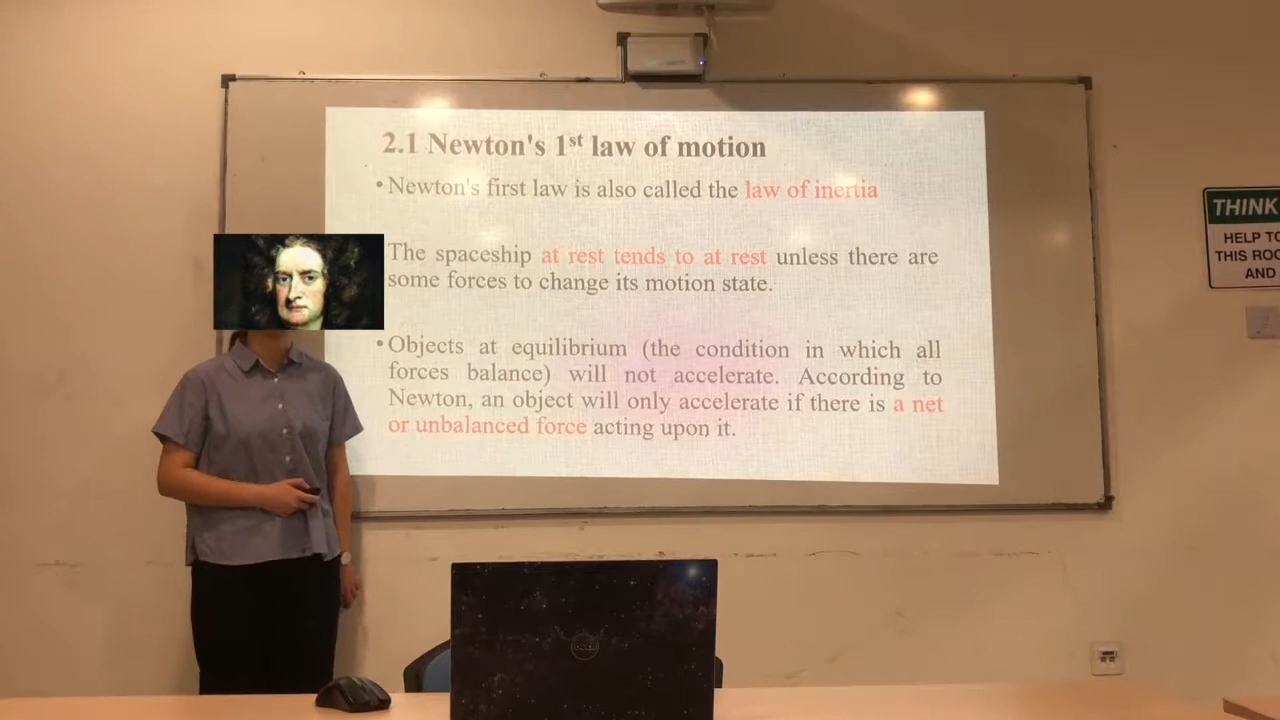 2.1 Newton's 1st law of motion
•Newton's first law is also called the law of inertia
The spaceship at rest tends to at rest unless there are
some forces to change its motion state.
•Objects at equilibrium (the condition in which all
forces balance) will not accelerate. According to
Newton, an object will only accelerate if there is a net
or unbalanced force acting upon it.
THINK
HELP TO
THIS ROO
AND
DELL